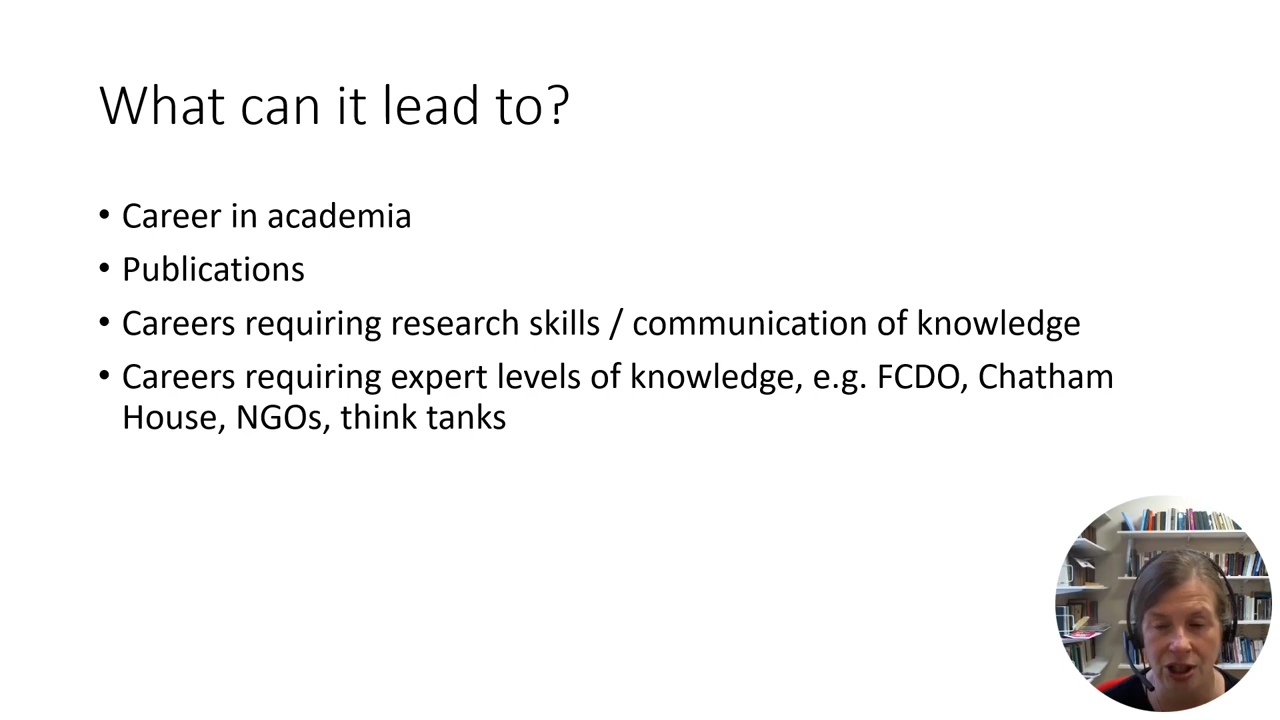 What can it lead to?
• Career in academia
• Publications
• Careers requiring research skills / communication of knowledge
• Careers requiring expert levels of knowledge, e.g. FCDO, Chatham
House, NGOs, think tanks